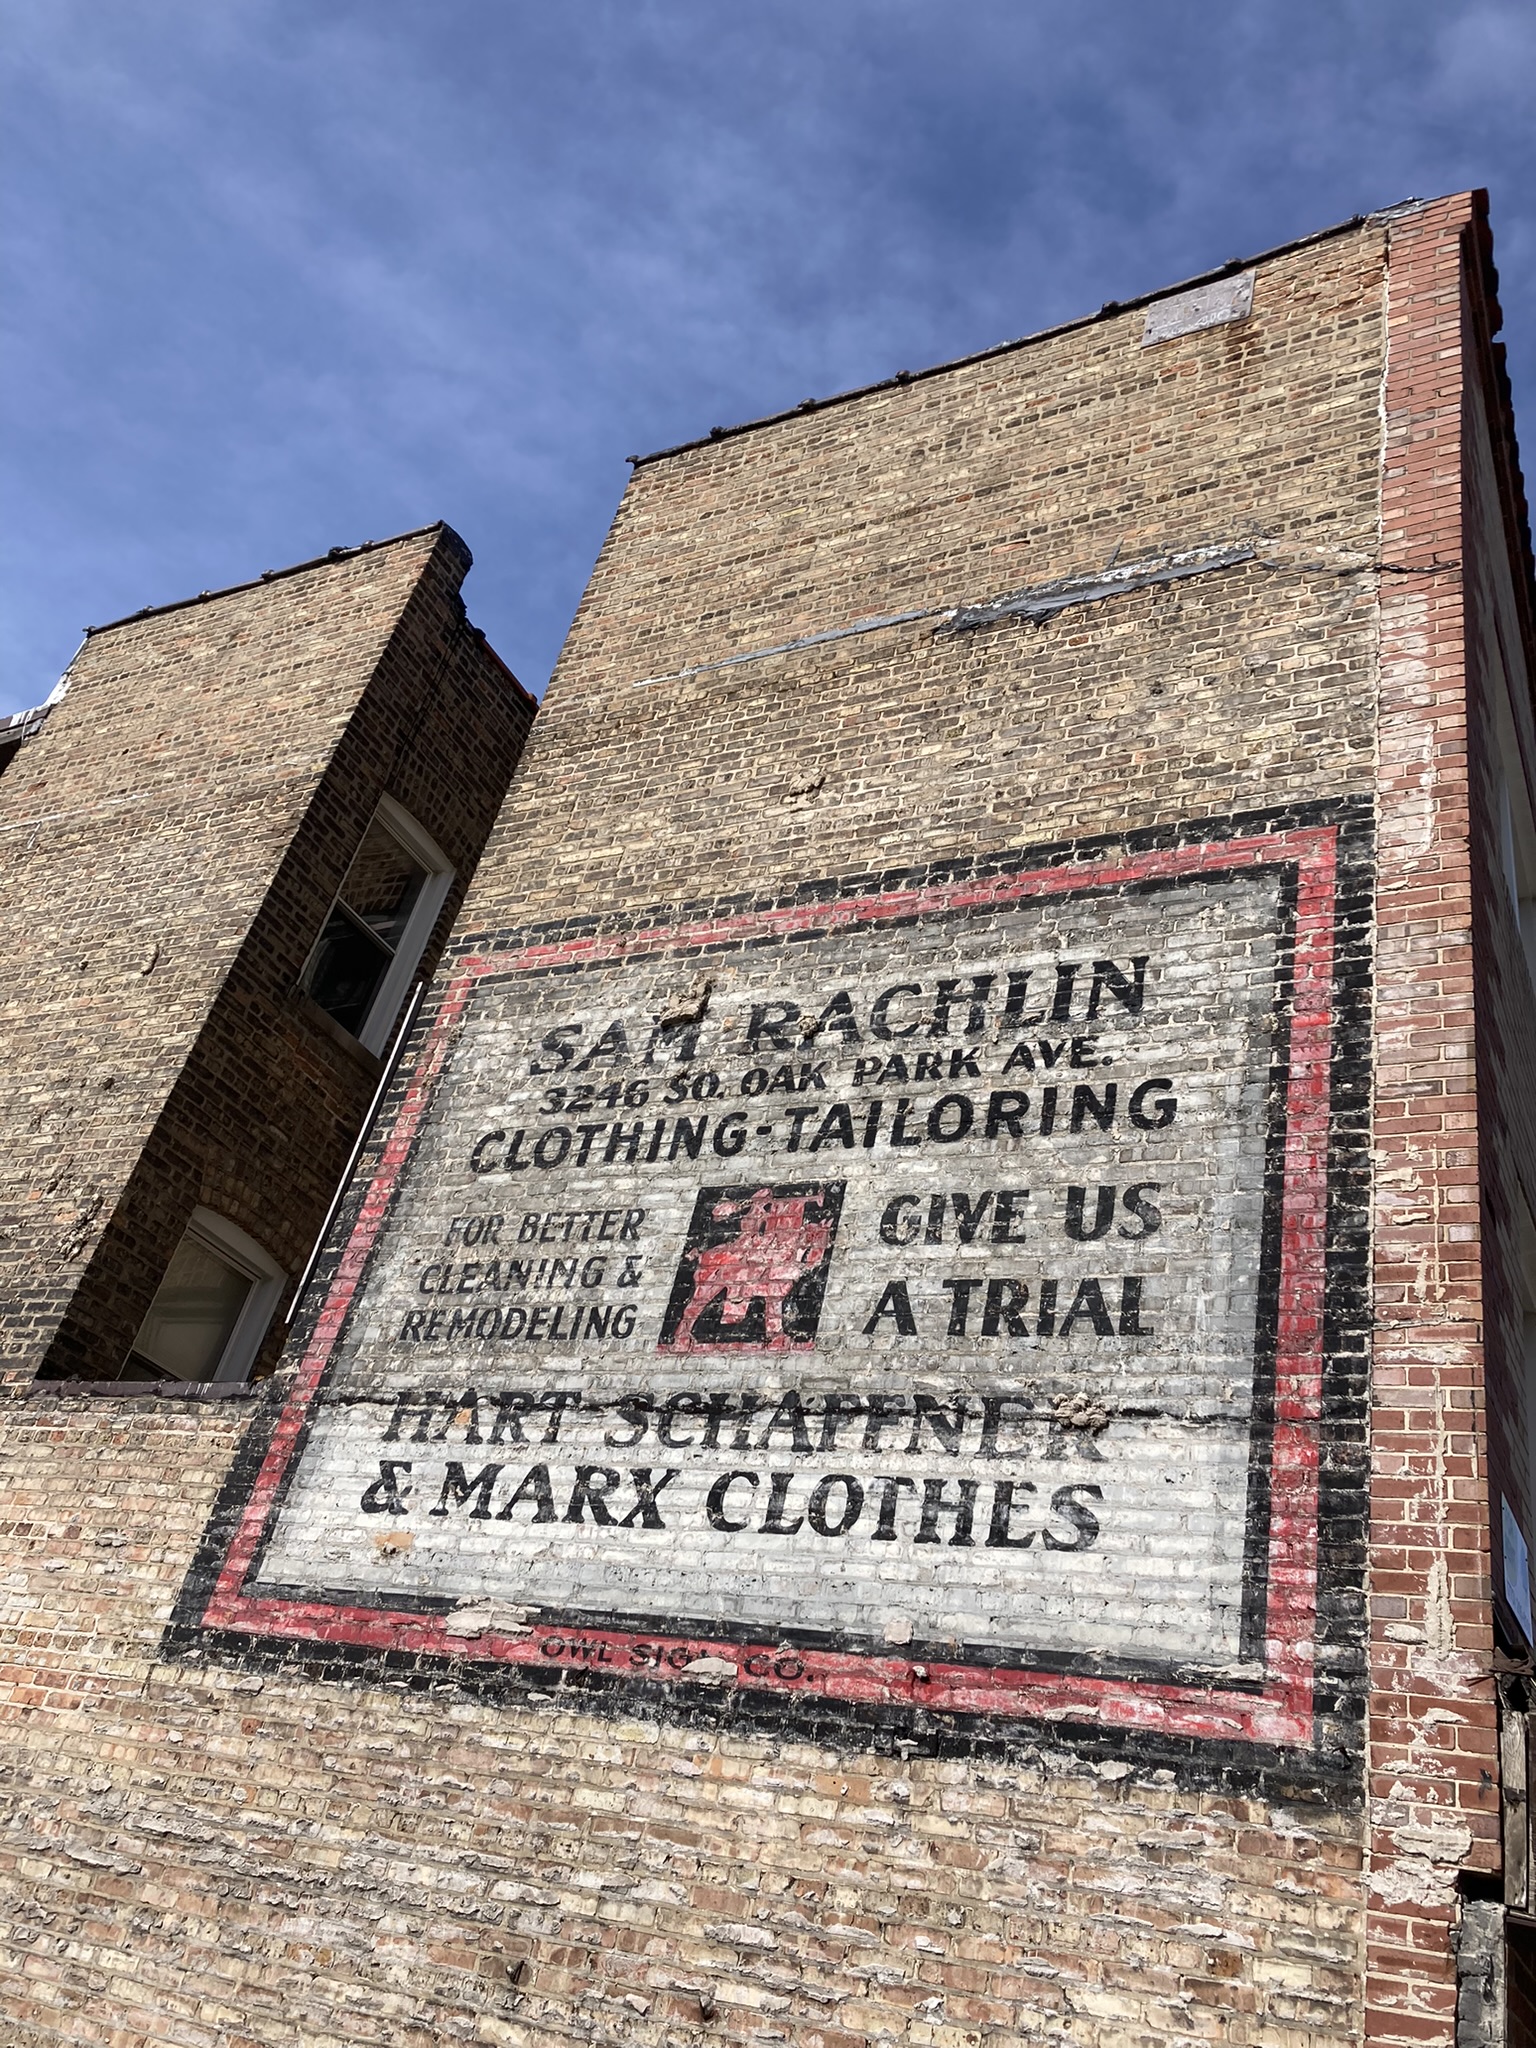 SAM RACHLIN
3246 SO. OAK PARK AVE.
CLOTHING-TAILORING
FOR BETTER
CLEANING &
REMODELING
GIVE US
A TRIAL
HART SCHAFFNER
& MARX CLOTHES
OWL SIGN CO.